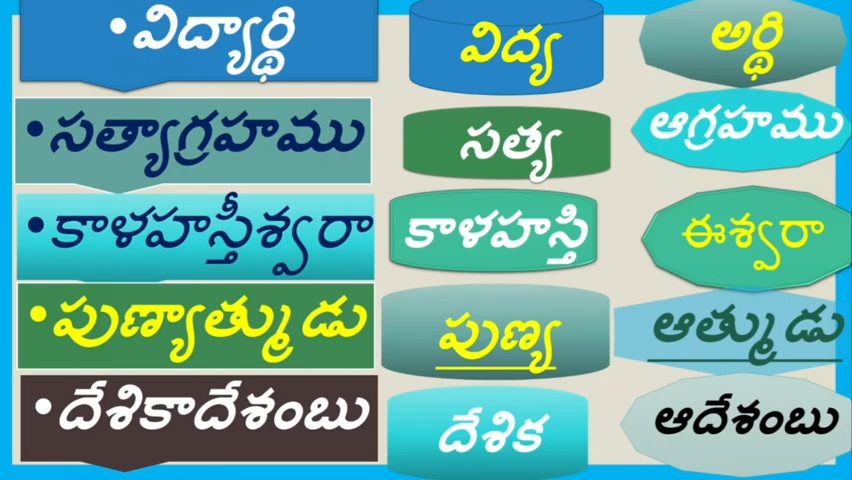 •విద్యార్థి విద్య అర్థి
•సత్యాగ్రహము సత్య ఆగ్రహము
•కాళహస్తీశ్వరా కాళహస్తి ఈశ్వరా
•పుణ్యాత్ముడు పుణ్య ఆత్ముడు
•దేశికాదేశంబు దేశిక ఆదేశంబు